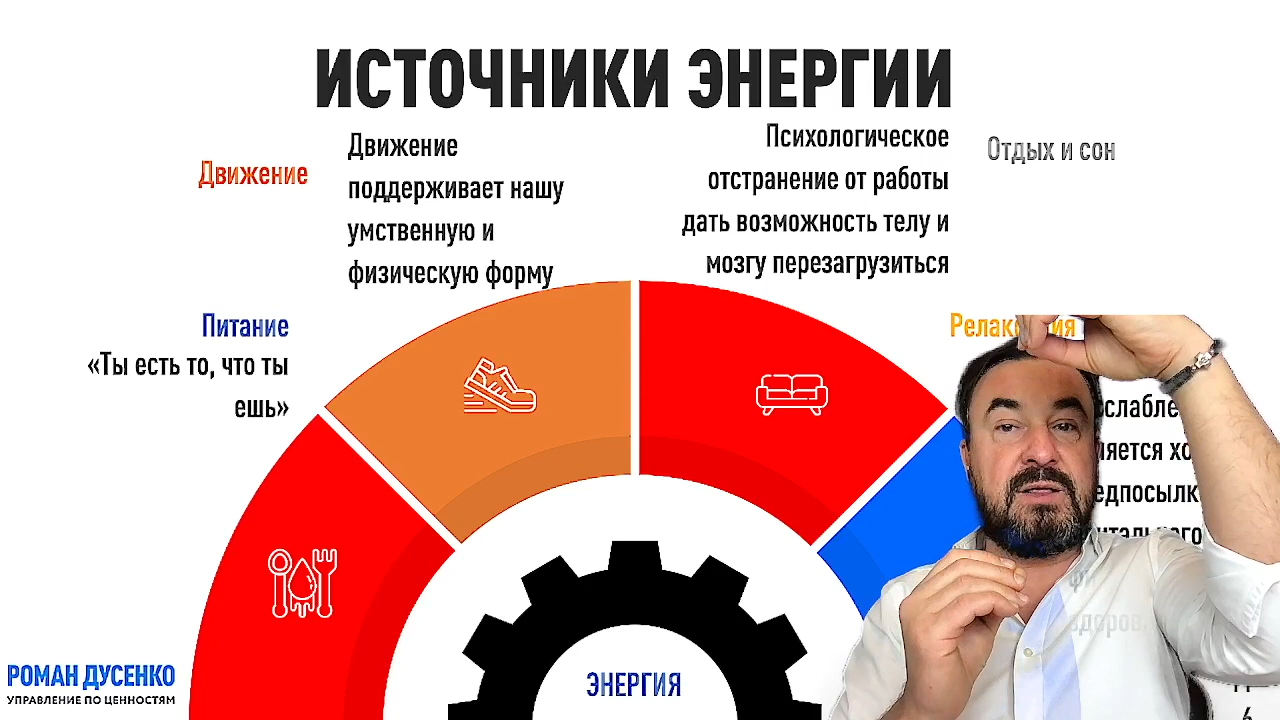 ИСТОЧНИКИ ЭНЕРГИИ
Движение
Движение
поддерживает нашу
умственную и
физическую форму
Психологическое
отстранение от работы
дать возможность телу и
мозгу перезагрузиться
Отдых и сон
Питание
«Ты есть то, что ты
ешь»
ЭНЕРГИЯ
РОМАН ДУСЕНКО
УПРАВЛЕНИЕ ПО ЦЕННОСТЯМ